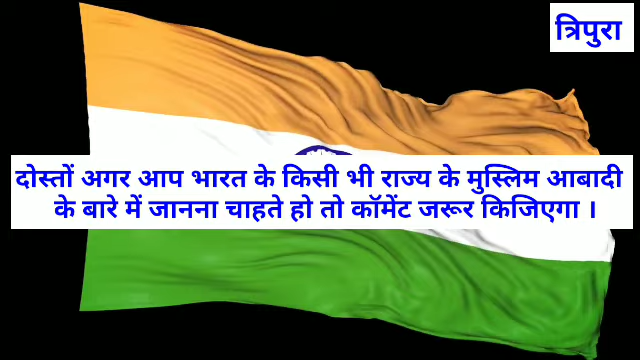 त्रिपुरा
दोस्तों अगर आप भारत के किसी भी राज्य के मुस्लिम आबादी
के बारे में जानना चाहते हो तो कॉमेंट जरूर किजिएगा ।